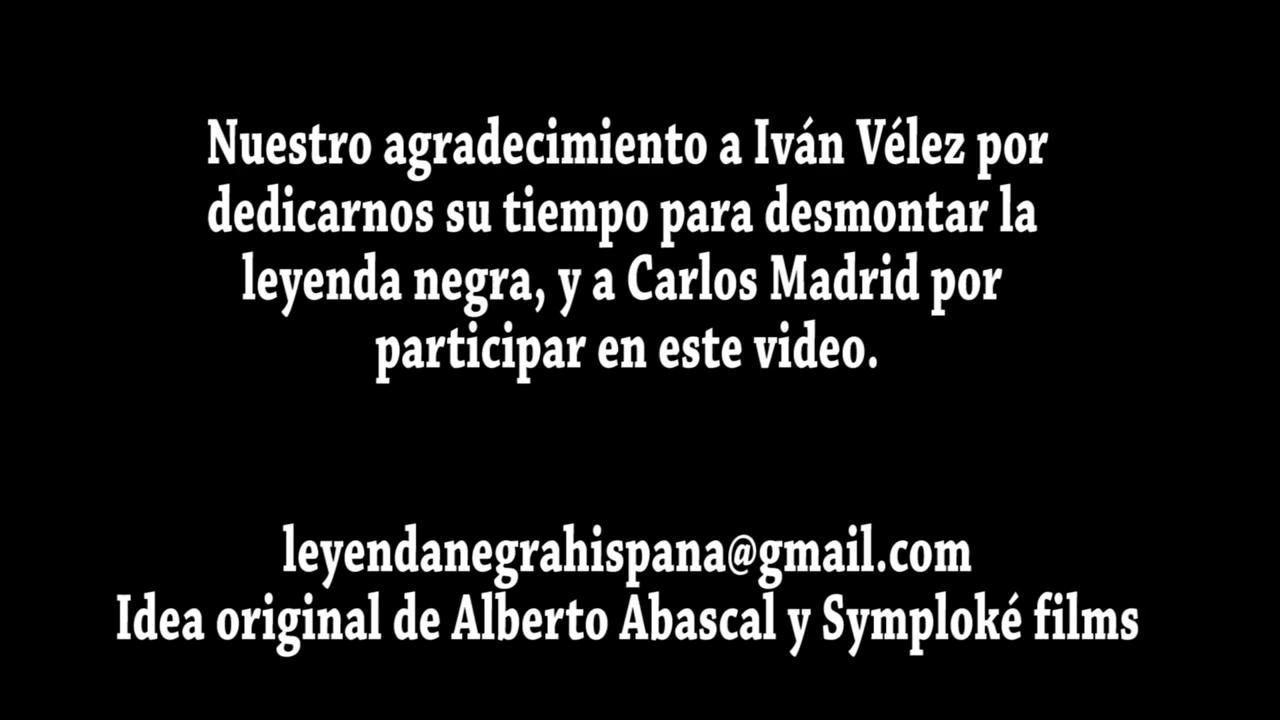 Nuestro agradecimiento a Iván Vélez por
dedicarnos su tiempo para desmontar la
leyenda negra, y a Carlos Madrid por
participar en este video.
leyendanegrahispana@gmail.com
Idea original de Alberto Abascal y Symploké films